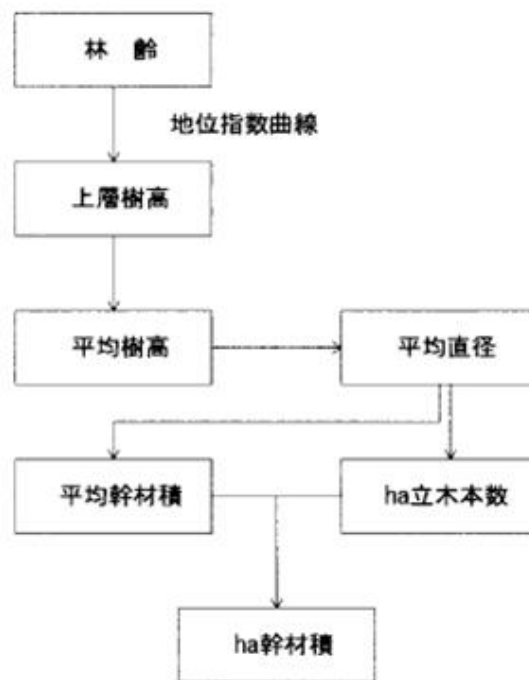 林　齢
地位指数曲線
上層樹高
平均樹高
平均直径
平均幹材積
ha立木本数
ha幹材積